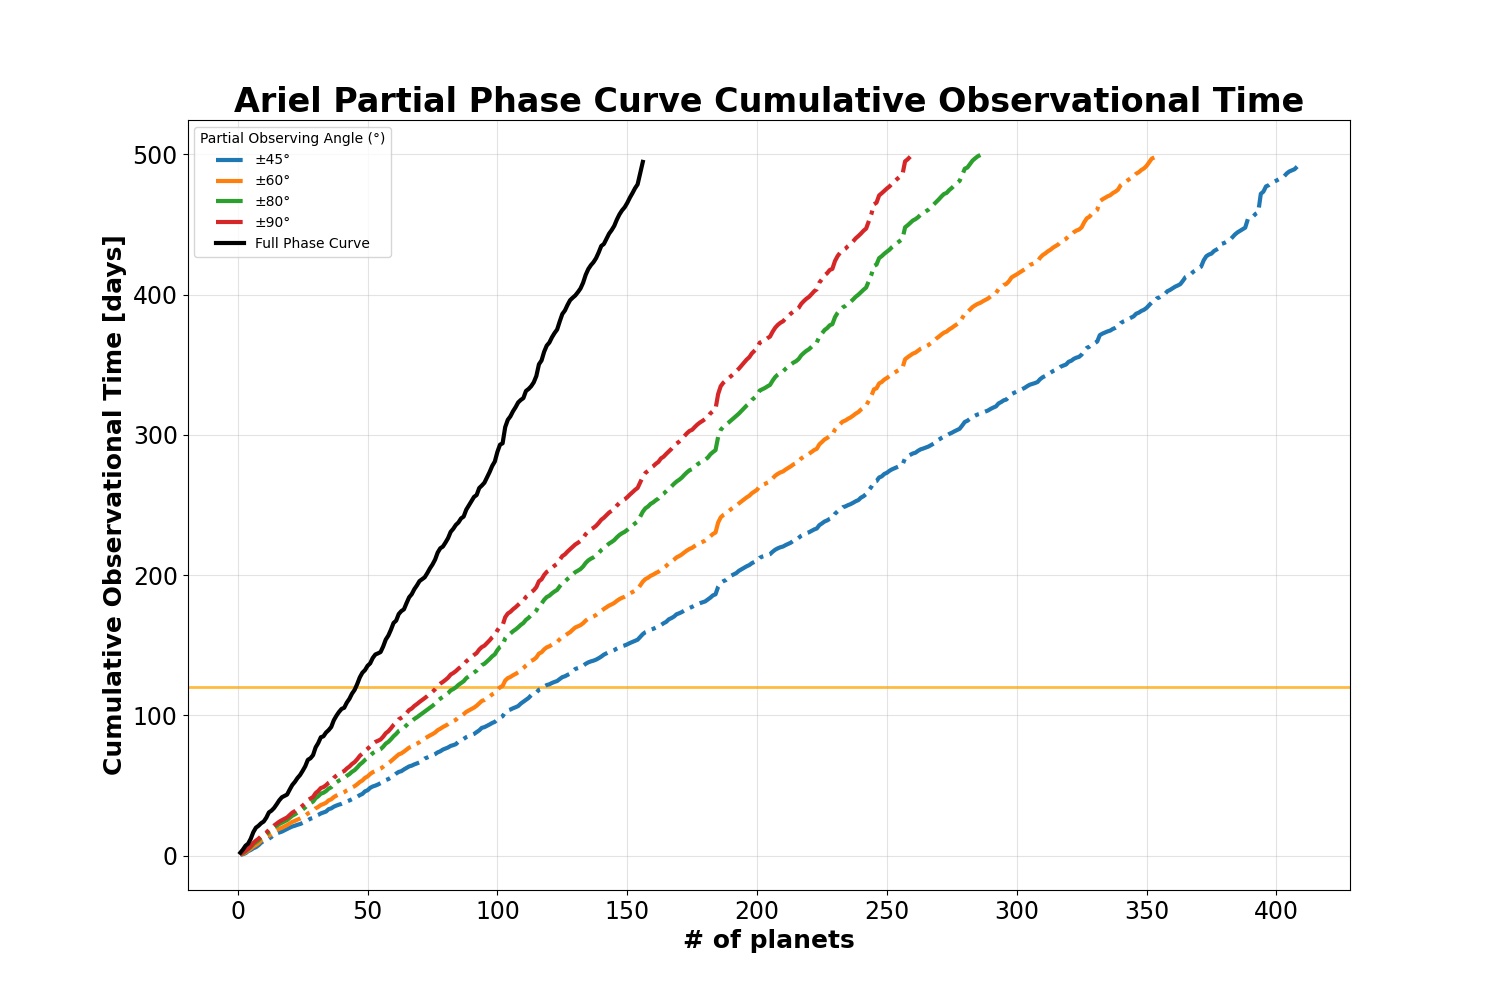 Ariel Partial Phase Curve Cumulative Observational Time
Partial Observing Angle (°)
±45°
±60°
±80°
±90°
Full Phase Curve
Cumulative Observational Time [days]
500
400
300
200
100
0
0 50 100 150 200 250 300 350 400
# of planets